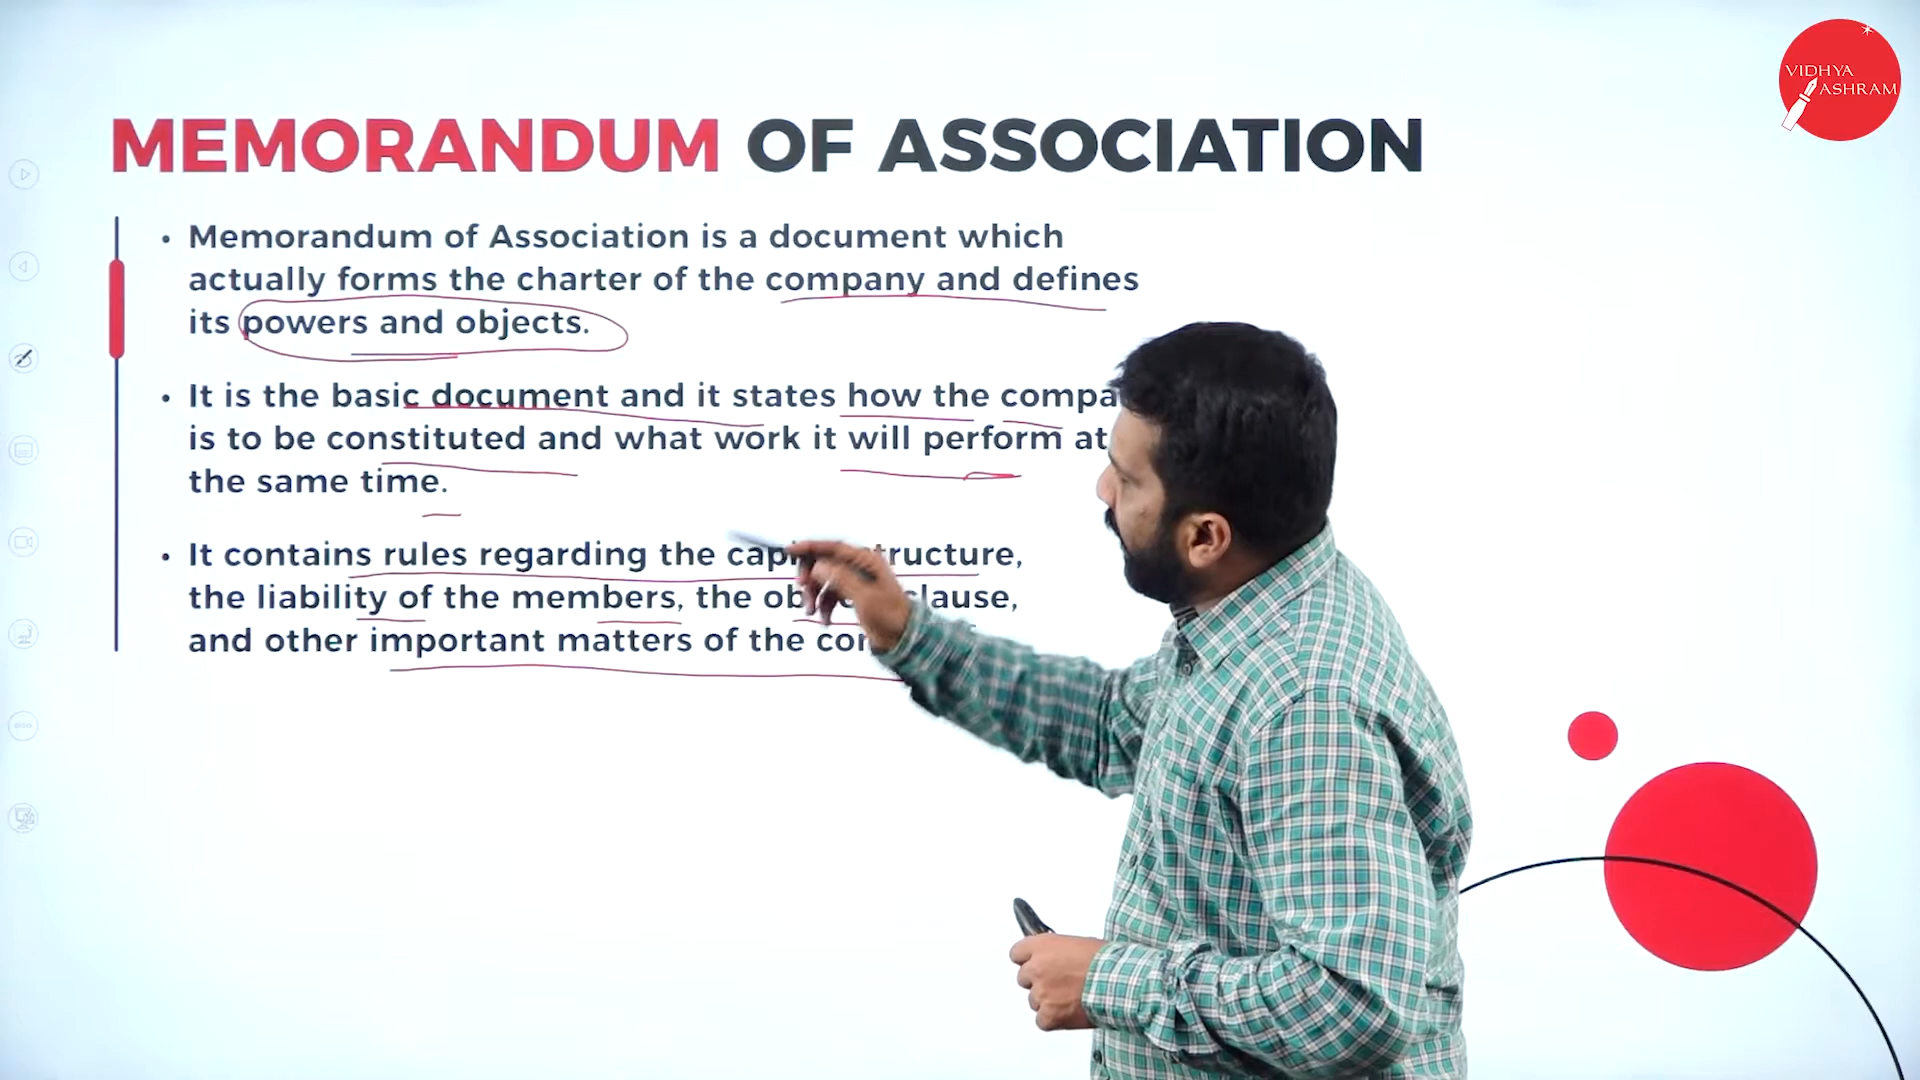 VIDHYA
ASHRAM
MEMORANDUM OF ASSOCIATION
• Memorandum of Association is a document which
actually forms the charter of the company and defines
its powers and objects.
• It is the basic document and it states how the
is to be constituted and what work it will perform at
the same time.
• It contains rules regarding the structure,
the liability of the members, the clause,
and other important matters of the